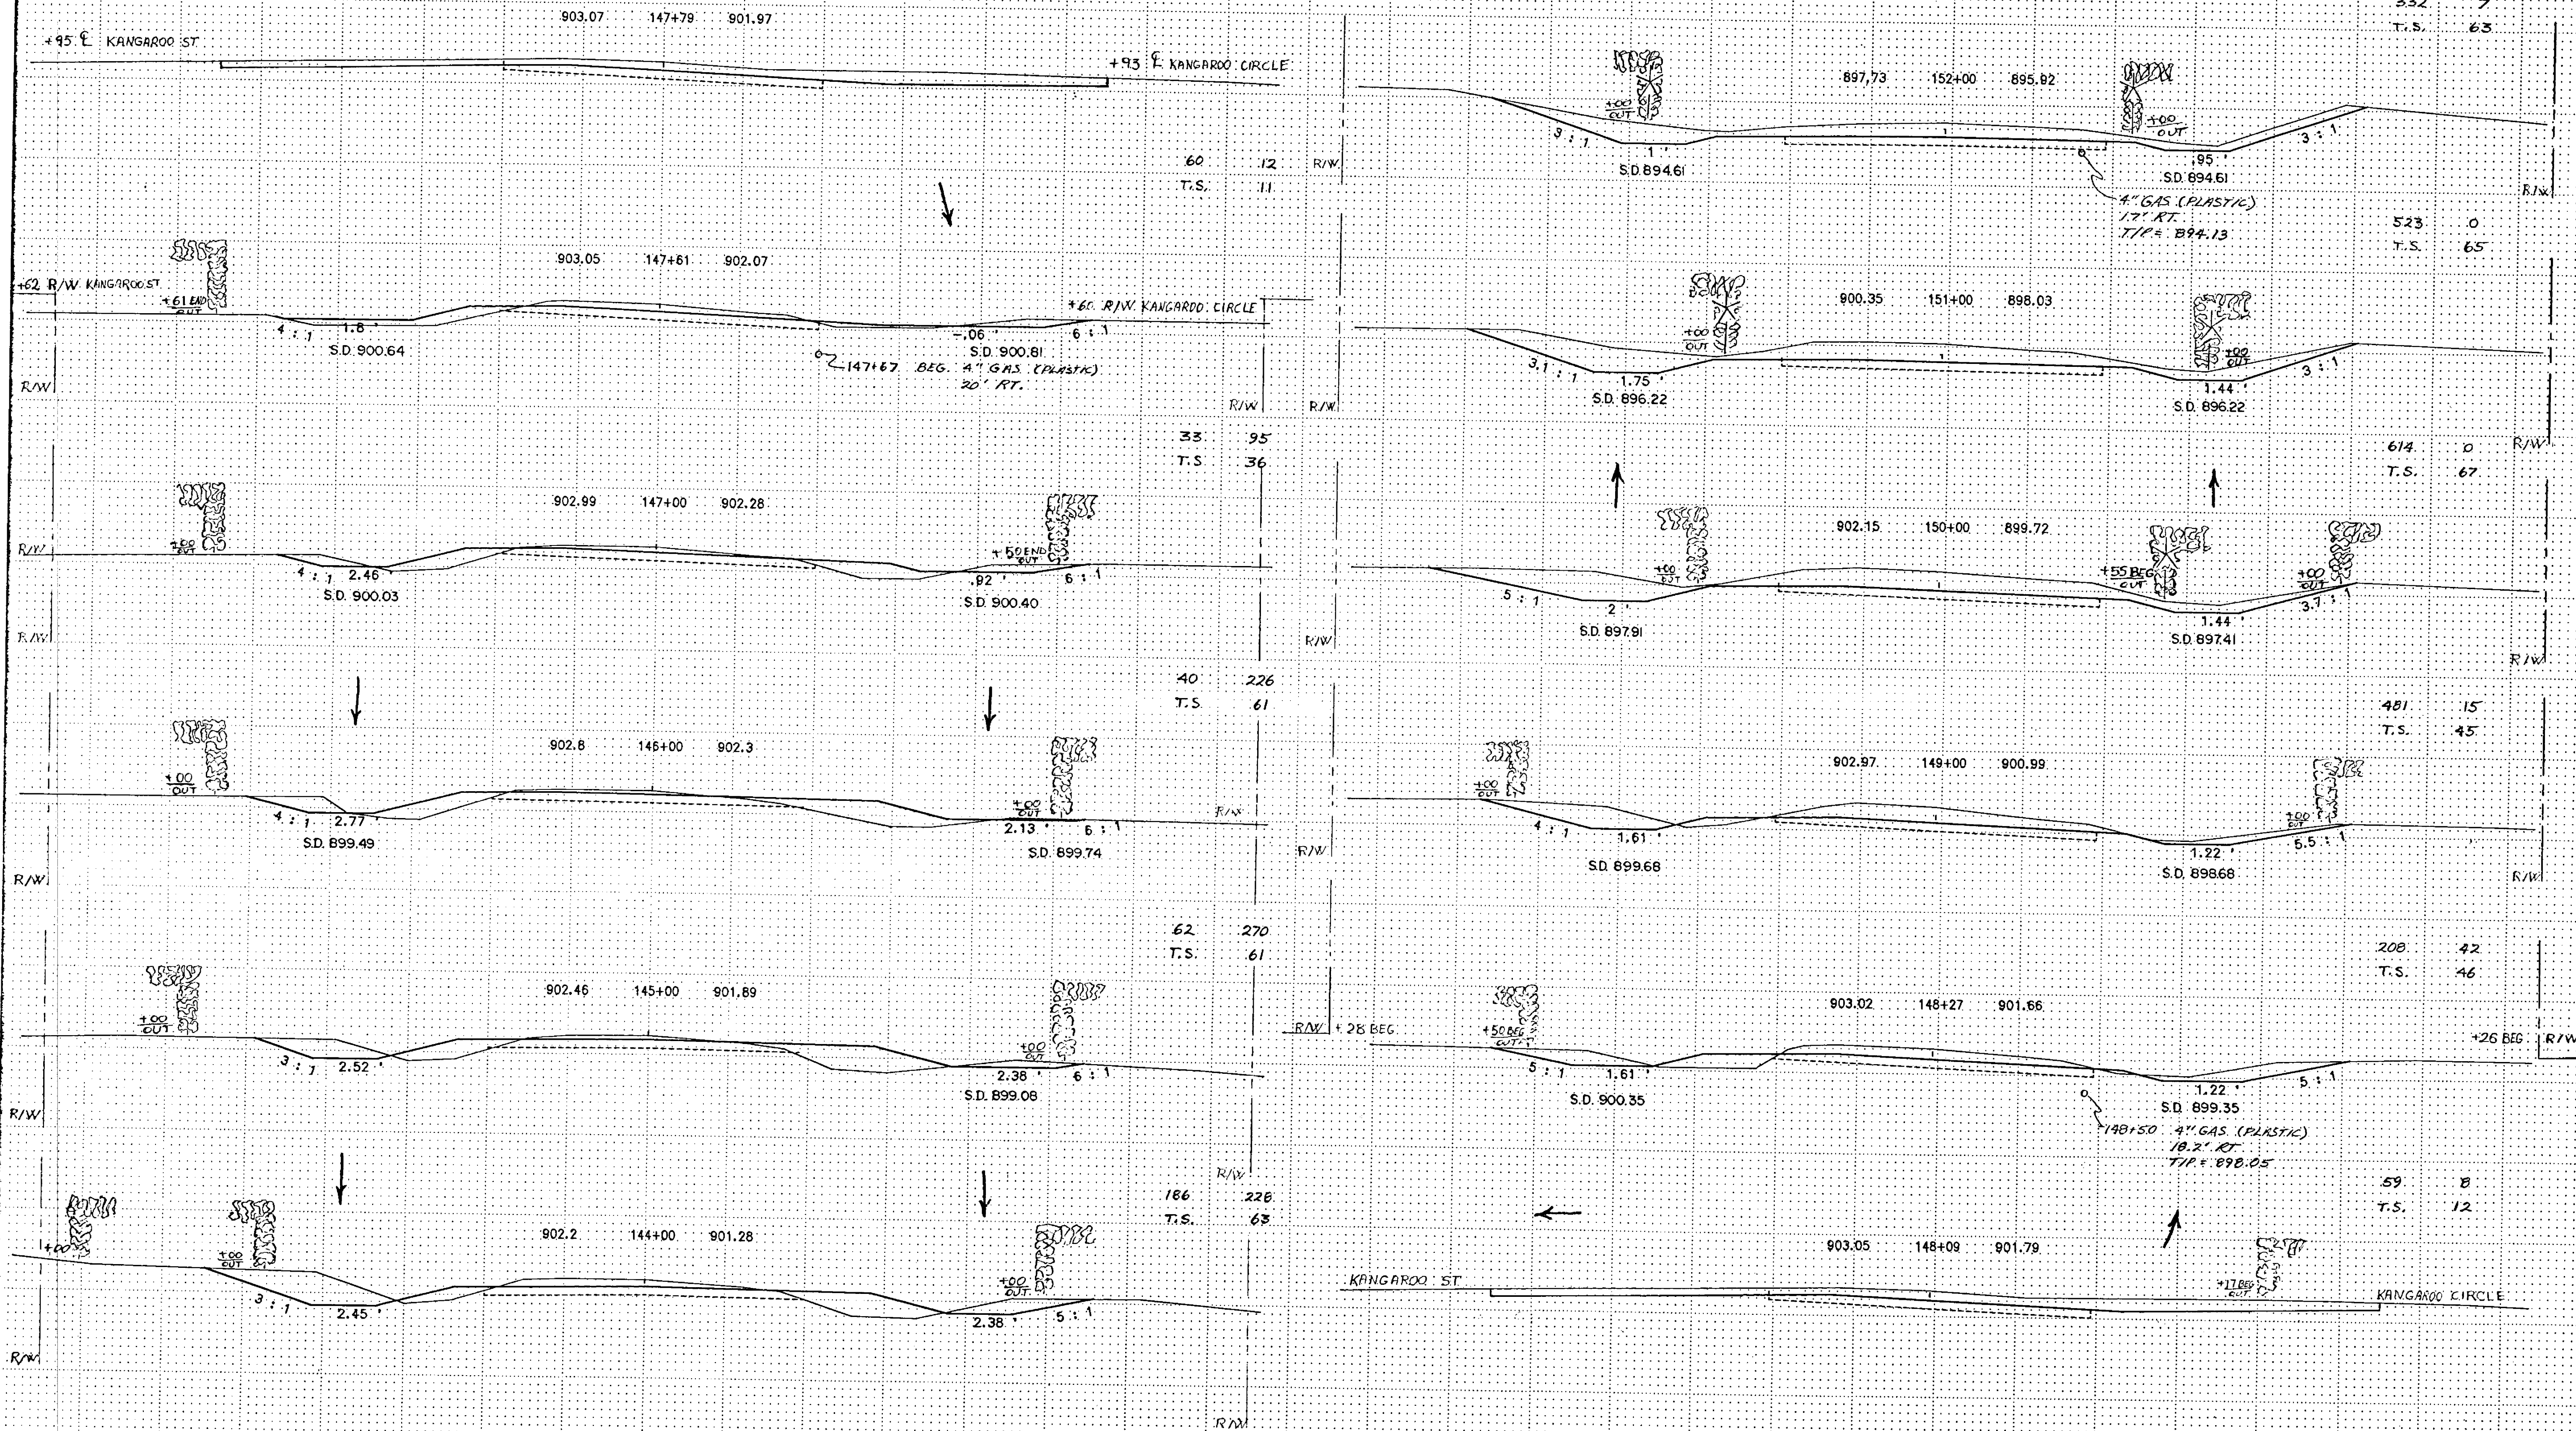 903.07 147+79 901.97
+95 ℄ KANGAROO ST
+93 ℄ KANGAROO CIRCLE
60 12
T.S. 11
903.05 147+61 902.07
+62 R/W KANGAROO ST.
+61 END
OUT
+60 R/W KANGAROO CIRCLE
4 : 1 1.8 '
S.D. 900.64
-.06 ' 6 : 1
S.D. 900.81
147+67 BEG. 4" GAS (PLASTIC)
20' RT.
R/W
R/W
33 95
T.S 36
902.99 147+00 902.28
R/W
+00
OUT
+50 END
OUT
4 : 1 2.46 '
S.D. 900.03
.92 ' 6 : 1
S.D. 900.40
R/W
40 226
T.S. 61
902.8 146+00 902.3
+00
OUT
+00
OUT
R/W
4 : 1 2.77 '
S.D. 899.49
2.13 ' 6 : 1
S.D. 899.74
R/W
62 270
T.S. 61
902.46 145+00 901.89
+00
OUT
+00
OUT
3 : 1 2.52 '
2.38 ' 6 : 1
S.D. 899.08
R/W
R/W
186 228
T.S. 63
902.2 144+00 901.28
+00
+00
OUT
+00
OUT
3 : 1 2.45 '
2.38 ' 5 : 1
R/W
R/W
332 7
T.S. 63
897.73 152+00 895.92
+00
OUT
+00
OUT
R/W
3 : 1 1 '
S.D. 894.61
.95 ' 3 : 1
S.D. 894.61
R/W
4" GAS (PLASTIC)
17' RT.
T/P = 894.13
523 0
T.S. 65
900.35 151+00 898.03
+00
OUT
+00
OUT
3.1 : 1 1.75 '
S.D. 896.22
1.44 ' 3 : 1
S.D. 896.22
R/W
R/W
614 0
T.S. 67
902.15 150+00 899.72
+00
OUT
+55 BEG
OUT
+00
OUT
5 : 1 2 '
S.D. 897.91
1.44 ' 3.7 : 1
S.D. 897.41
R/W
R/W
481 15
T.S. 45
902.97 149+00 900.99
+00
OUT
+00
OUT
4 : 1 1.61 '
S.D. 899.68
1.22 ' 5.5 : 1
S.D. 898.68
R/W
R/W
208 42
T.S. 46
903.02 148+27 901.66
R/W +28 BEG
+50 BEG
OUT
+26 BEG R/W
5 : 1 1.61 '
S.D. 900.35
1.22 ' 5 : 1
S.D. 899.35
148+50 4" GAS (PLASTIC)
18.2' RT
T/P = 898.05
59 8
T.S. 12
903.05 148+09 901.79
KANGAROO ST
+17 BEG
OUT
KANGAROO CIRCLE